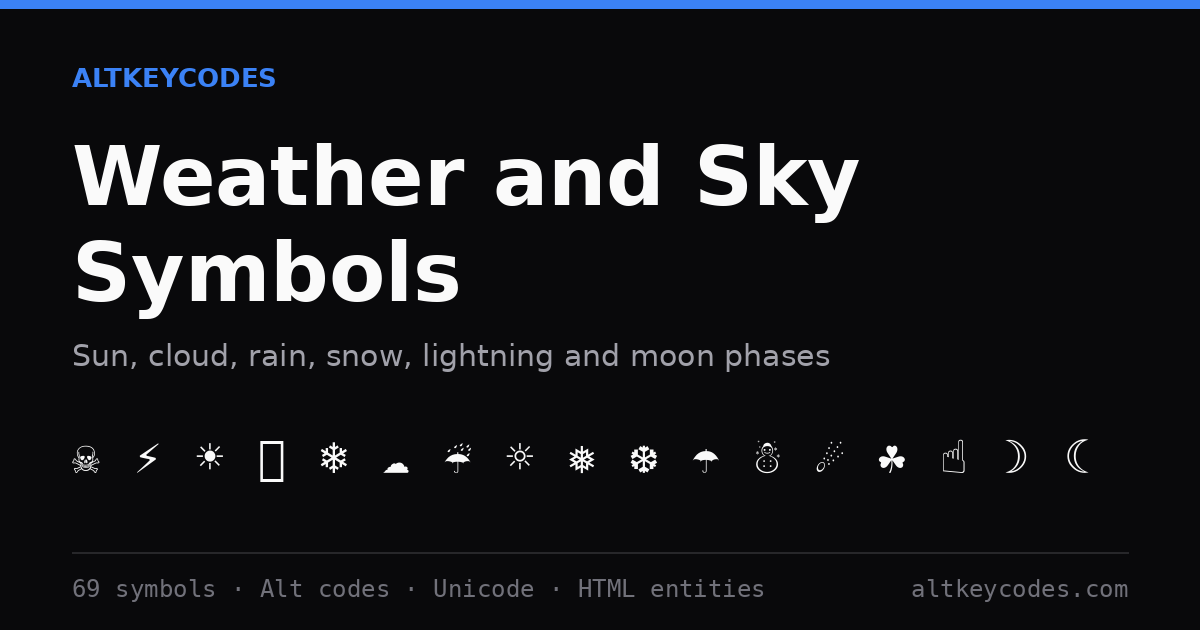 ALTKEYCODES
Weather and Sky
Symbols
Sun, cloud, rain, snow, lightning and moon phases
☠ ⚡ ☀ ▯ ❄ ☁ ☔ ☼ ❅ ❆ ☂ ☃ ☄ ☘ ☝ ☽ ☾
69 symbols · Alt codes · Unicode · HTML entities
altkeycodes.com